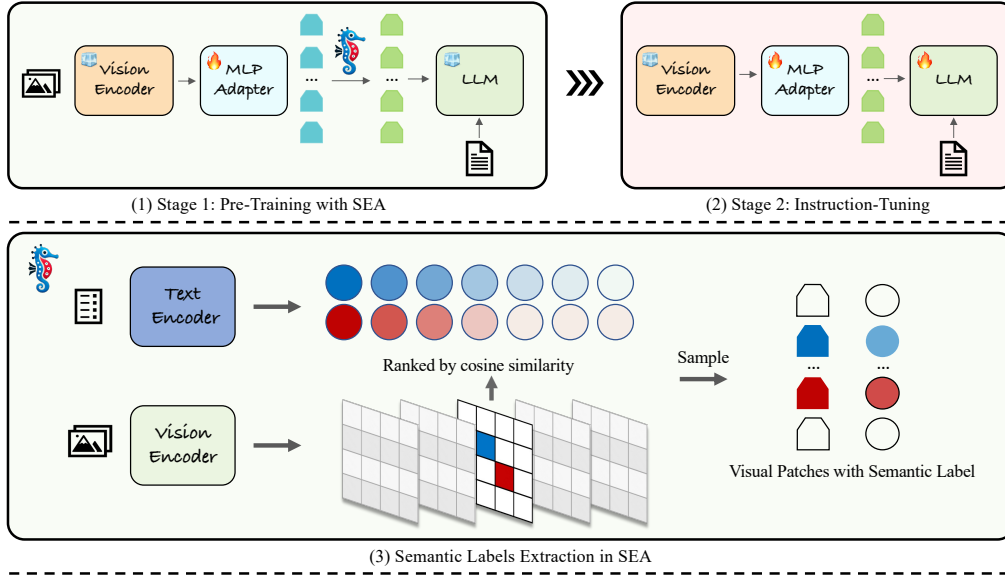 Vision
Encoder
MLP
Adapter
...
...
LLM
(1) Stage 1: Pre-Training with SEA
Vision
Encoder
MLP
Adapter
...
LLM
(2) Stage 2: Instruction-Tuning
Text
Encoder
Ranked by cosine similarity
Vision
Encoder
Sample
...
...
Visual Patches with Semantic Label
(3) Semantic Labels Extraction in SEA